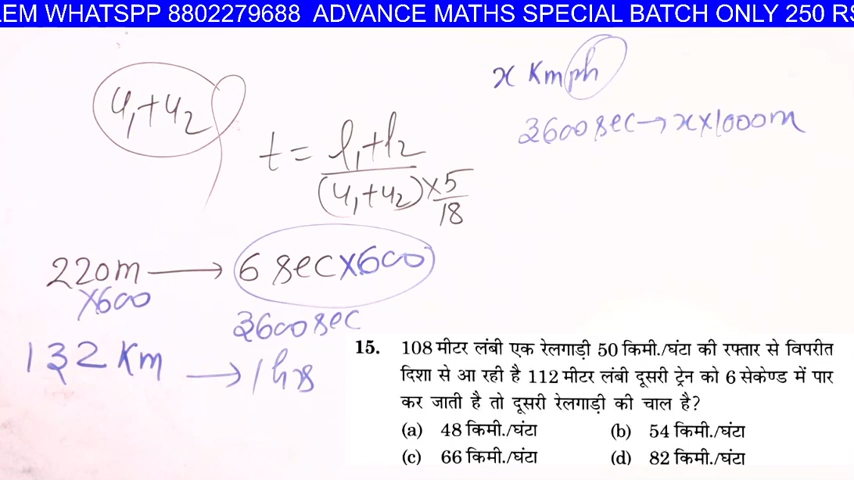 LEM WHATSPP 8802279688 ADVANCE MATHS SPECIAL BATCH ONLY 250 RS
x Kmph
3600 sec → x×1000m
u₁+u₂
t = l₁+l₂
(u₁+u₂)×5/18
220m → 6 sec×600
×600
3600 sec
132 Km → 1 hrs
15. 108 मीटर लंबी एक रेलगाड़ी 50 किमी./घंटा की रफ्तार से विपरीत
दिशा से आ रही है 112 मीटर लंबी दूसरी ट्रेन को 6 सेकेण्ड में पार
कर जाती है तो दूसरी रेलगाड़ी की चाल है?
(a) 48 किमी./घंटा (b) 54 किमी./घंटा
(c) 66 किमी./घंटा (d) 82 किमी./घंटा